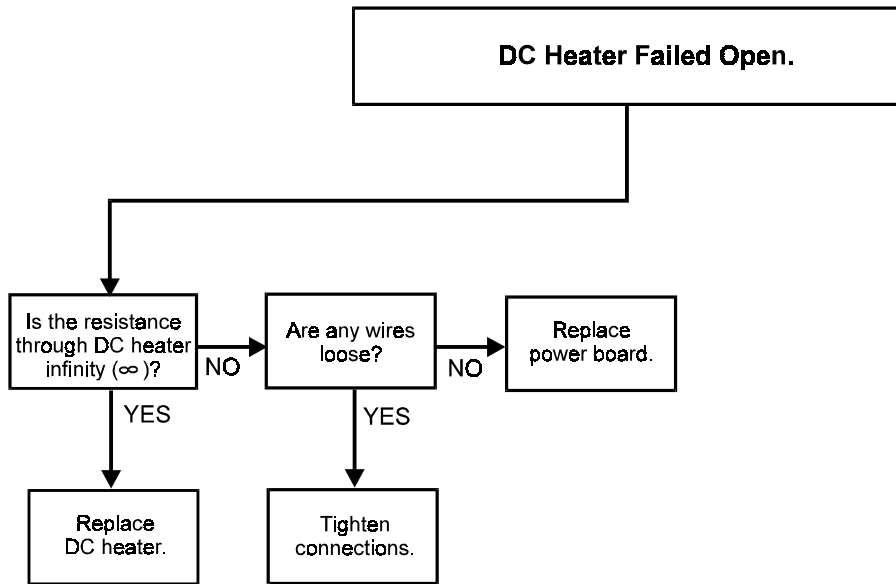 DC Heater Failed Open.
Is the resistance
through DC heater
infinity (∞)?
NO
Are any wires
loose?
NO
Replace
power board.
YES
YES
Replace
DC heater.
Tighten
connections.